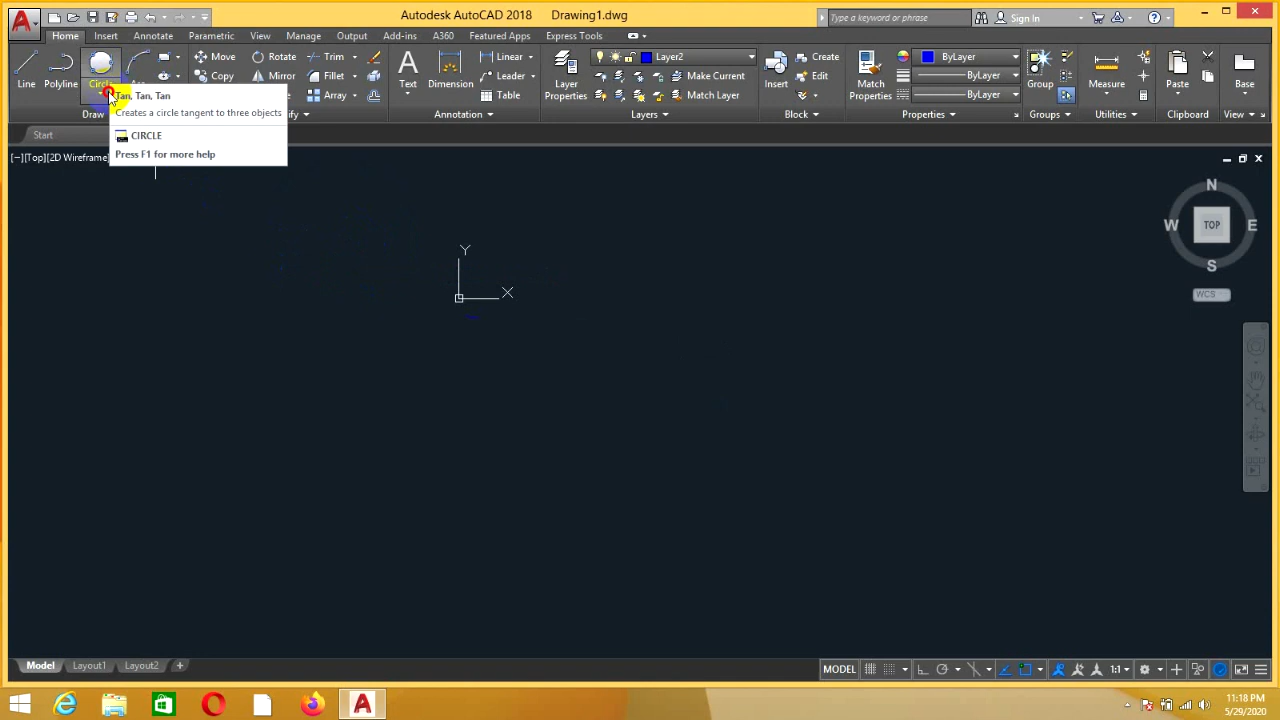 Autodesk AutoCAD 2018 Drawing1.dwg
Type a keyword or phrase
Sign In
Home Insert Annotate Parametric View Manage Output Add-ins A360 Featured Apps Express Tools
Line Polyline Circle
Move Rotate Trim
Copy Mirror Fillet
Array
Text Dimension
Linear
Leader
Table
Layer Properties
Layer2
Make Current
Match Layer
Insert
Create
Edit
Match Properties
ByLayer
ByLayer
ByLayer
Group
Measure
Paste
Base
Draw
Annotation
Layers
Block
Properties
Groups
Utilities
Clipboard
View
Tan, Tan, Tan
Creates a circle tangent to three objects
CIRCLE
Press F1 for more help
Start
[−][Top][2D Wireframe]
Y
X
N
W TOP E
S
WCS
Model Layout1 Layout2 +
MODEL
1:1
11:18 PM
5/29/2020